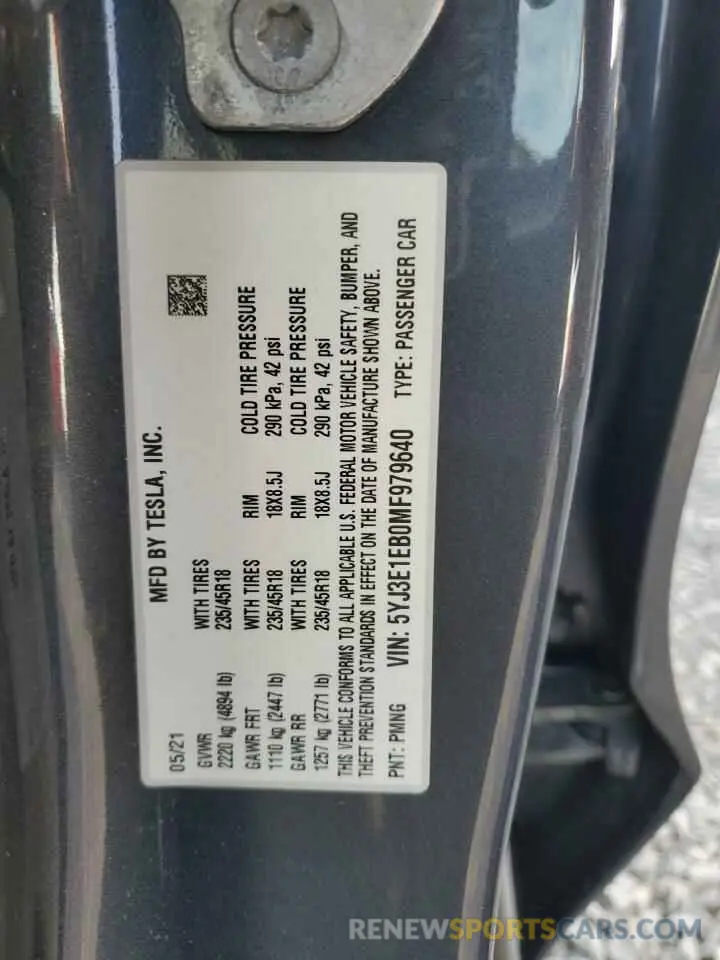 MFD BY TESLA, INC.
05/21
GVWR WITH TIRES
2220 kg (4894 lb) 235/45R18
GAWR FRT WITH TIRES RIM COLD TIRE PRESSURE
1110 kg (2447 lb) 235/45R18 18X8.5J 290 kPa, 42 psi
GAWR RR WITH TIRES RIM COLD TIRE PRESSURE
1257 kg (2771 lb) 235/45R18 18X8.5J 290 kPa, 42 psi
THIS VEHICLE CONFORMS TO ALL APPLICABLE U.S. FEDERAL MOTOR VEHICLE SAFETY, BUMPER, AND
THEFT PREVENTION STANDARDS IN EFFECT ON THE DATE OF MANUFACTURE SHOWN ABOVE.
PNT: PMNG VIN: 5YJ3E1EB0MF979640 TYPE: PASSENGER CAR
RENEWSPORTSCARS.COM